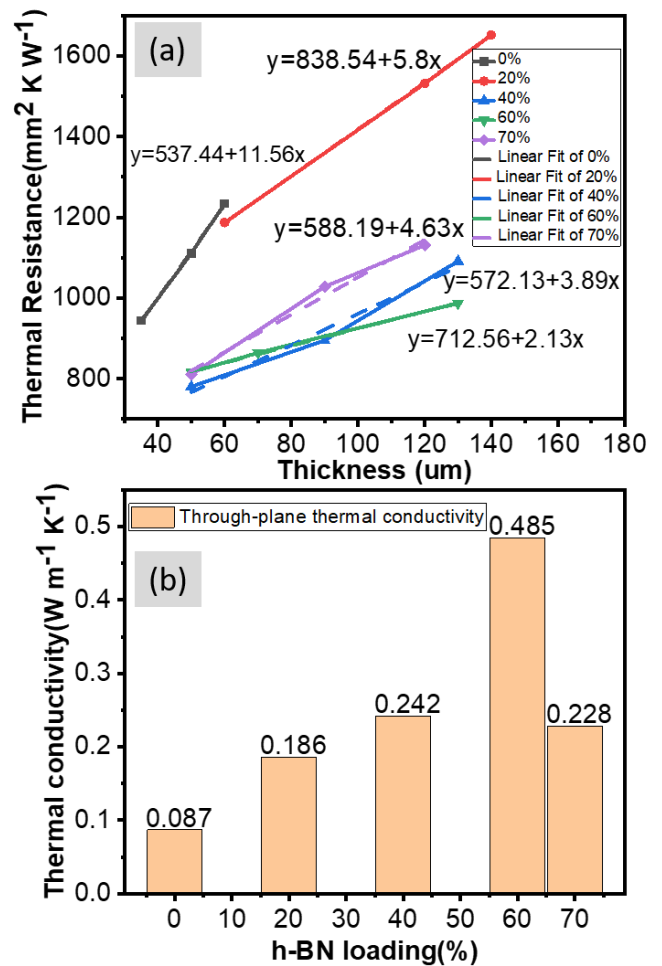 (a)
Thermal Resistance(mm² K W⁻¹)
1600
1400
1200
1000
800
y=838.54+5.8x
y=537.44+11.56x
y=588.19+4.63x
y=572.13+3.89x
y=712.56+2.13x
0%
20%
40%
60%
70%
Linear Fit of 0%
Linear Fit of 20%
Linear Fit of 40%
Linear Fit of 60%
Linear Fit of 70%
40 60 80 100 120 140 160 180
Thickness (um)
(b)
Through-plane thermal conductivity
Thermal conductivity(W m⁻¹ K⁻¹)
0.5
0.4
0.3
0.2
0.1
0.0
0.087
0.186
0.242
0.485
0.228
0 10 20 30 40 50 60 70
h-BN loading(%)